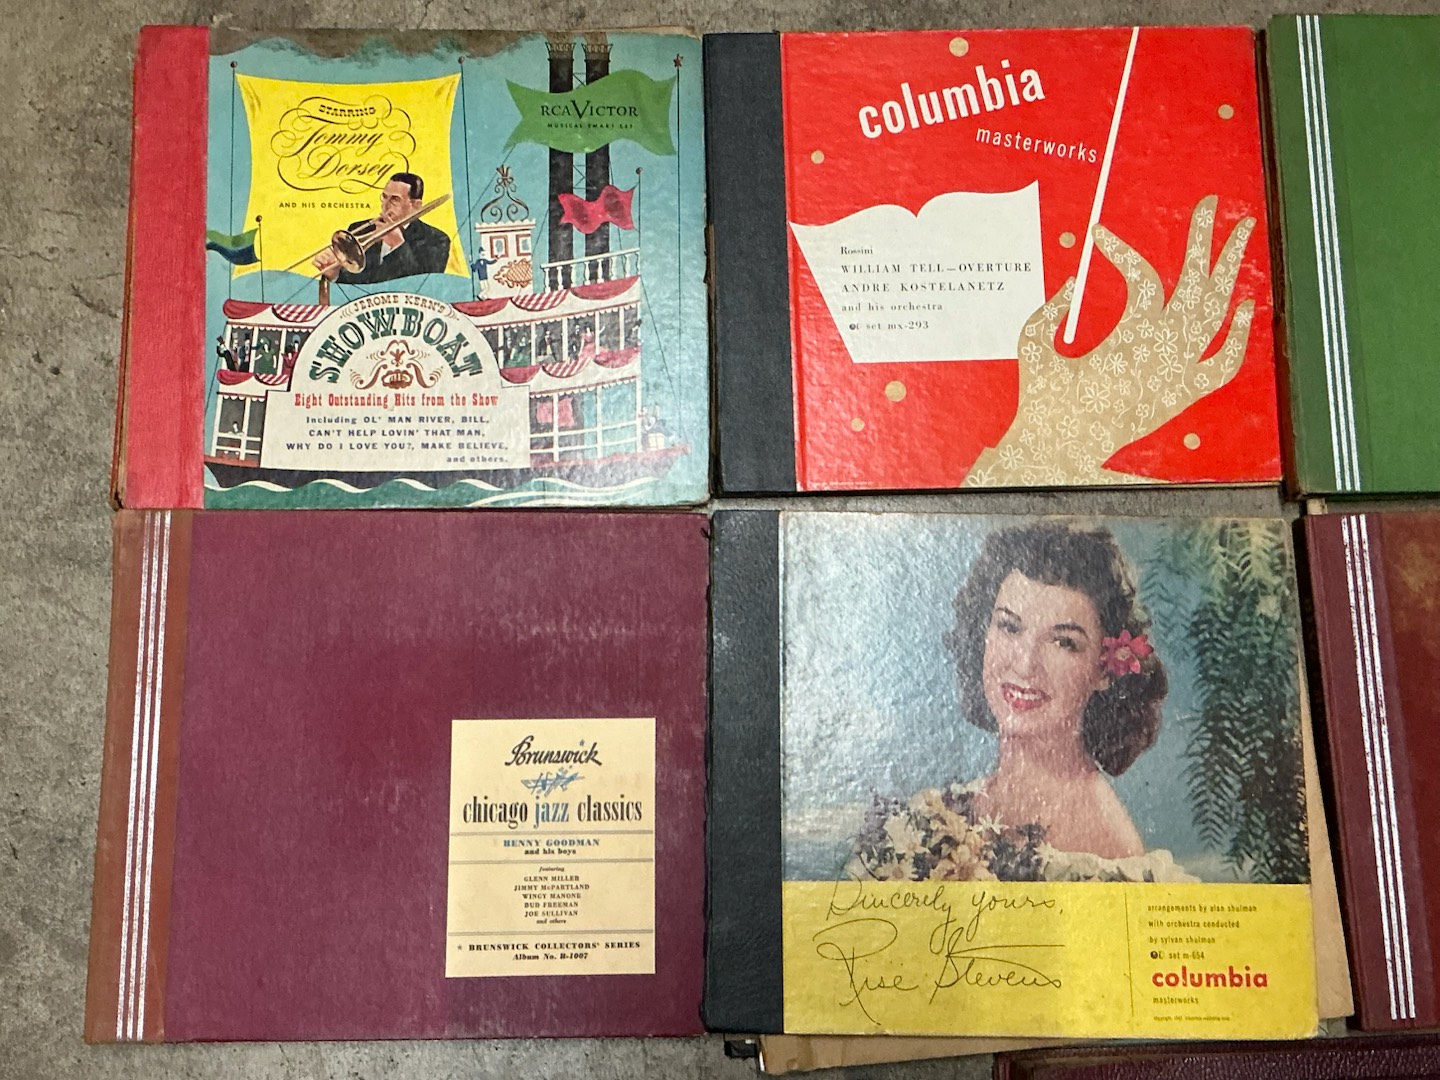 STARRING
Tommy
Dorsey
AND HIS ORCHESTRA
RCA VICTOR
MUSICAL SMART SET
JEROME KERN'S
SHOWBOAT
Eight Outstanding Hits from the Show
Including OL' MAN RIVER, BILL,
CAN'T HELP LOVIN' THAT MAN,
WHY DO I LOVE YOU?, MAKE BELIEVE,
and others.
columbia
masterworks
Rossini
WILLIAM TELL—OVERTURE
ANDRE KOSTELANETZ
and his orchestra
set mx-293
Brunswick
chicago jazz classics
BENNY GOODMAN
and his boys
featuring
GLENN MILLER
JIMMY McPARTLAND
WINGY MANONE
BUD FREEMAN
JOE SULLIVAN
and others
* BRUNSWICK COLLECTORS' SERIES
Album No. B-1007
Sincerely yours,
Risë Stevens
arrangements by alan shulman
with orchestra conducted
by sylvan shulman
set m-654
columbia
masterworks